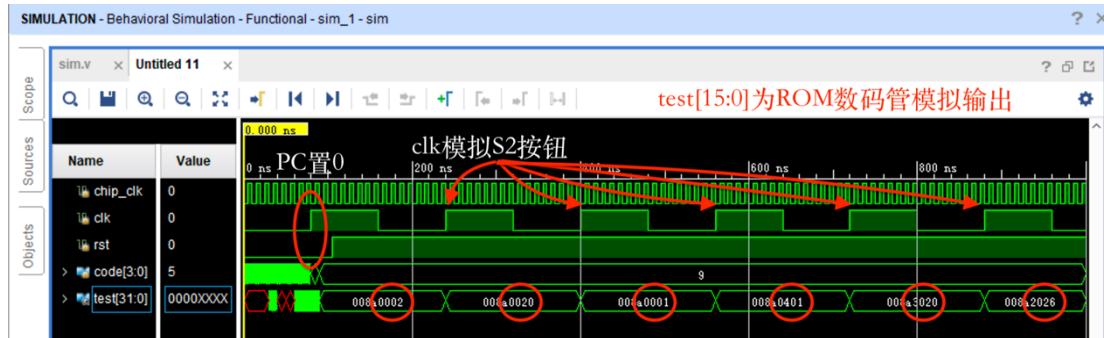 SIMULATION - Behavioral Simulation - Functional - sim_1 - sim
Scope
Sources
Objects
sim.v
Untitled 11
test[15:0]为ROM数码管模拟输出
0.000 ns
clk模拟S2按钮
Name
Value
0 ns PC置0
200 ns
600 ns
800 ns
chip_clk 0
clk 0
rst 0
code[3:0] 5
9
test[31:0] 0000XXXX
008a0002
008a0020
008a0001
008a0401
008a3020
008a2026